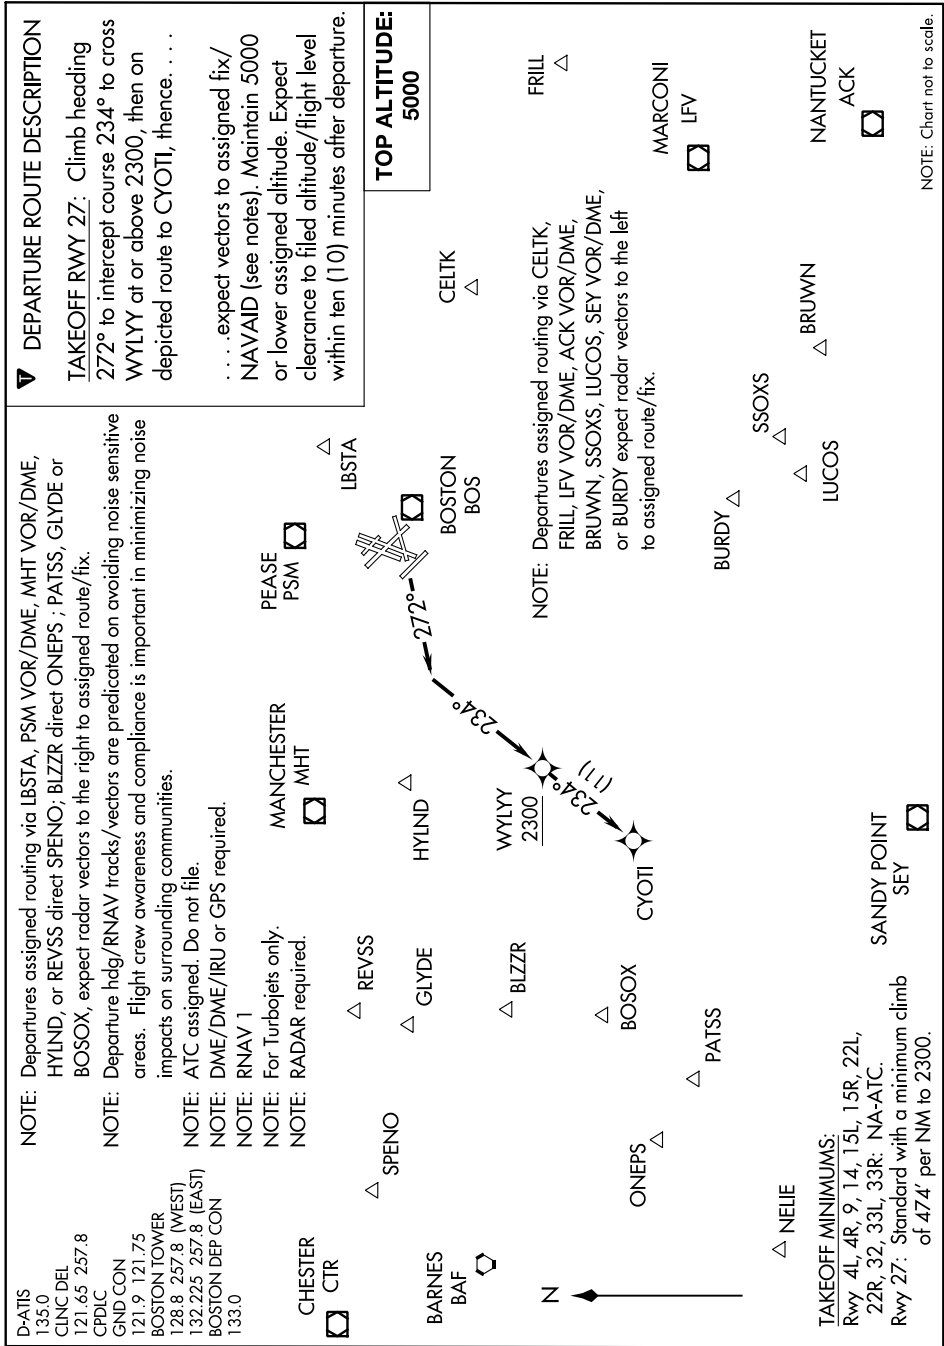 D-ATIS
135.0
CLNC DEL
121.65 257.8
CPDLC
GND CON
121.9 121.75
BOSTON TOWER
128.8 257.8 (WEST)
132.225 257.8 (EAST)
BOSTON DEP CON
133.0
NOTE: Departures assigned routing via LBSTA, PSM VOR/DME, MHT VOR/DME,
HYLND, or REVSS direct SPENO; BLZZR direct ONEPS ; PATSS, GLYDE or
BOSOX, expect radar vectors to the right to assigned route/fix.
NOTE: Departure hdg/RNAV tracks/vectors are predicated on avoiding noise sensitive
areas. Flight crew awareness and compliance is important in minimizing noise
impacts on surrounding communities.
NOTE: ATC assigned. Do not file.
NOTE: DME/DME/IRU or GPS required.
NOTE: RNAV 1
NOTE: For Turbojets only.
NOTE: RADAR required.
T DEPARTURE ROUTE DESCRIPTION
TAKEOFF RWY 27: Climb heading
272° to intercept course 234° to cross
WYLYY at or above 2300, then on
depicted route to CYOTI, thence. . . .
. . . .expect vectors to assigned fix/
NAVAID (see notes). Maintain 5000
or lower assigned altitude. Expect
clearance to filed altitude/flight level
within ten (10) minutes after departure.
TOP ALTITUDE:
5000
CHESTER
CTR
SPENO
REVSS
MANCHESTER
MHT
PEASE
PSM
LBSTA
BARNES
BAF
GLYDE
HYLND
BOSTON
BOS
CELTK
272°
234°
WYLYY
2300
234°
(11)
CYOTI
BLZZR
BOSOX
PATSS
ONEPS
NELIE
N
FRILL
MARCONI
LFV
NANTUCKET
ACK
NOTE: Departures assigned routing via CELTK,
FRILL, LFV VOR/DME, ACK VOR/DME,
BRUWN, SSOXS, LUCOS, SEY VOR/DME,
or BURDY expect radar vectors to the left
to assigned route/fix.
BURDY
SSOXS
LUCOS
BRUWN
SANDY POINT
SEY
TAKEOFF MINIMUMS:
Rwy 4L, 4R, 9, 14, 15L, 15R, 22L,
22R, 32, 33L, 33R: NA-ATC.
Rwy 27: Standard with a minimum climb
of 474' per NM to 2300.
NOTE: Chart not to scale.